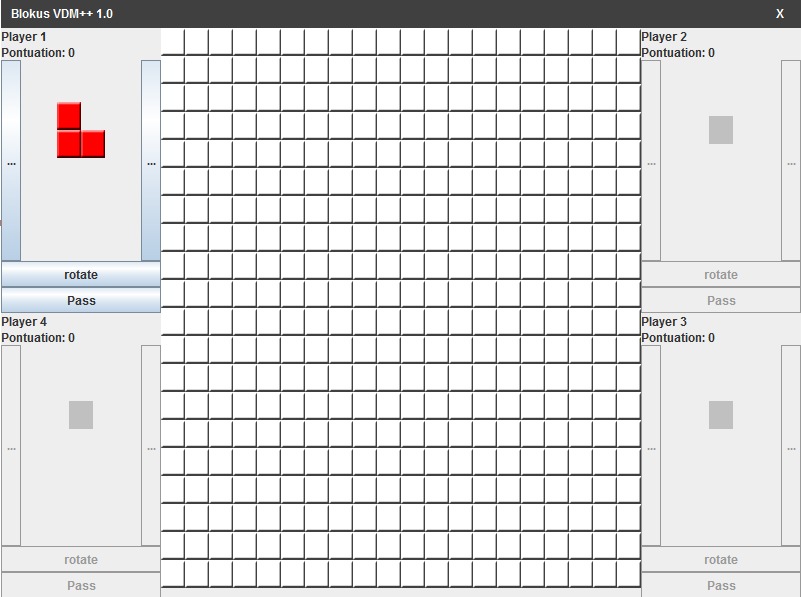 Blokus VDM++ 1.0 X
Player 1
Pontuation: 0
... ...
rotate
Pass
Player 2
Pontuation: 0
... ...
rotate
Pass
Player 4
Pontuation: 0
... ...
rotate
Pass
Player 3
Pontuation: 0
... ...
rotate
Pass